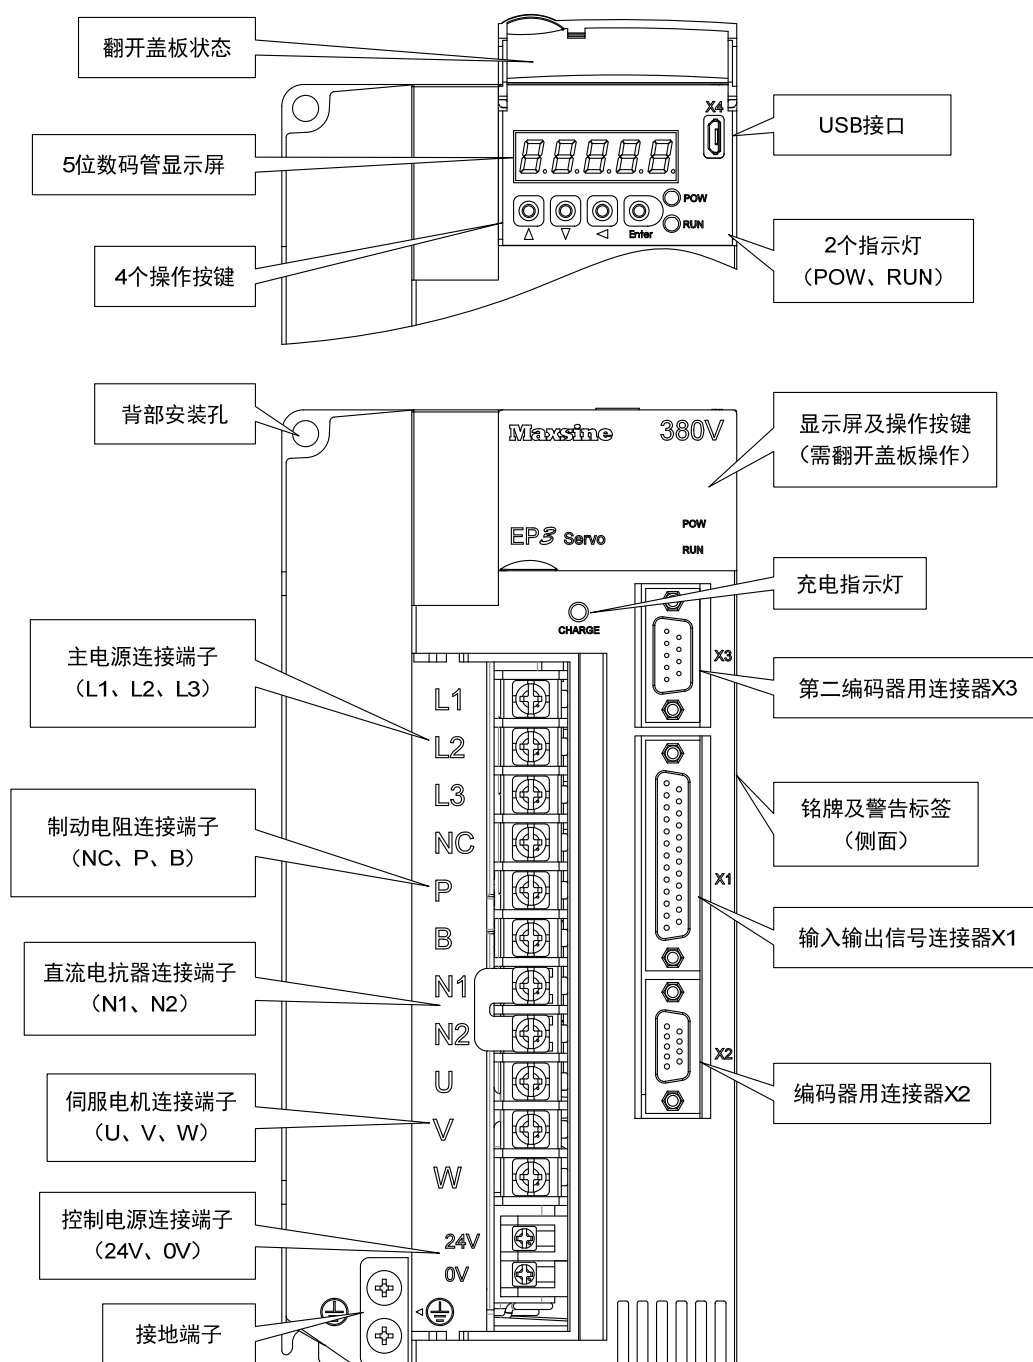 翻开盖板状态
X4
USB接口
5位数码管显示屏
8.8.8.8.8.
POW
RUN
Enter
4个操作按键
2个指示灯
（POW、RUN）
背部安装孔
Maxsine
380V
显示屏及操作按键
（需翻开盖板操作）
EP3 Servo
POW
RUN
充电指示灯
CHARGE
主电源连接端子
（L1、L2、L3）
X3
第二编码器用连接器X3
L1
L2
L3
NC
P
B
N1
N2
U
V
W
24V
0V
制动电阻连接端子
（NC、P、B）
铭牌及警告标签
（侧面）
X1
输入输出信号连接器X1
直流电抗器连接端子
（N1、N2）
X2
编码器用连接器X2
伺服电机连接端子
（U、V、W）
控制电源连接端子
（24V、0V）
接地端子